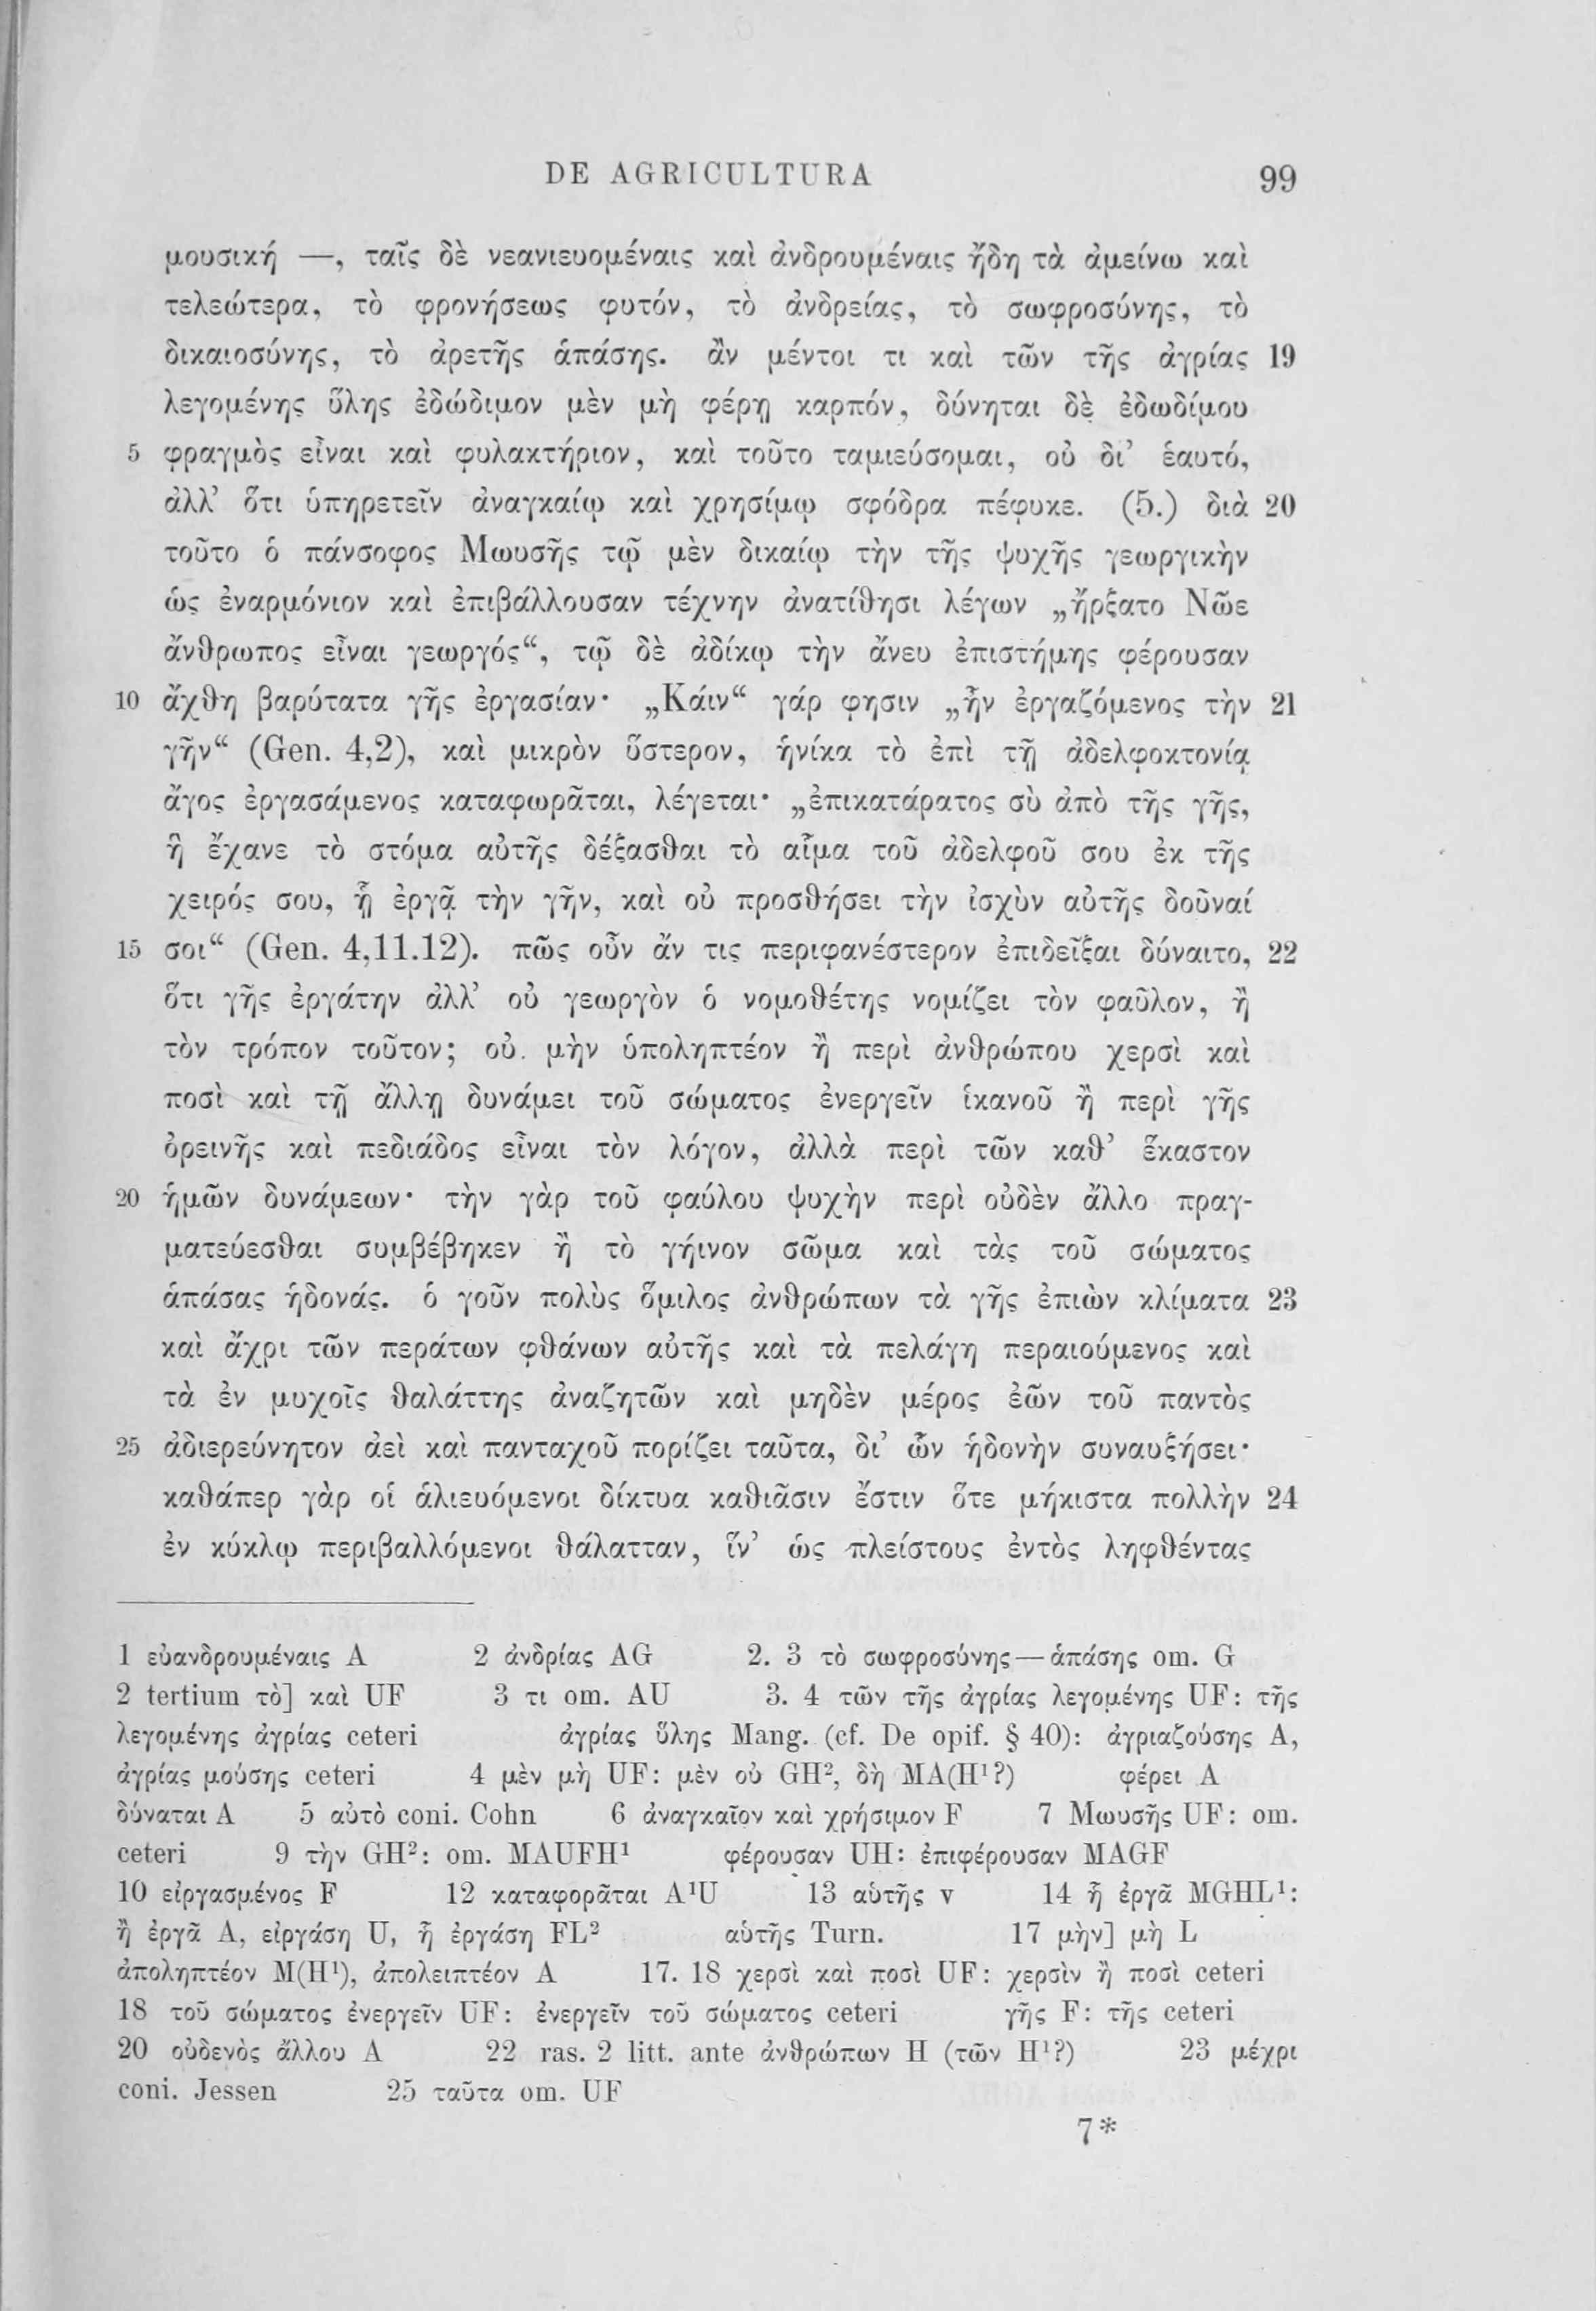 DE AGRICULTURA 99
μουσική —, ταῖς δὲ νεανιευομέναις καὶ ἀνδρουμέναις ἤδη τὰ ἀμείνω καὶ
τελεώτερα, τὸ φρονήσεως φυτόν, τὸ ἀνδρείας, τὸ σωφροσύνης, τὸ
δικαιοσύνης, τὸ ἀρετῆς ἁπάσης. ἂν μέντοι τι καὶ τῶν τῆς ἀγρίας 19
λεγομένης ὕλης ἐδώδιμον μὲν μὴ φέρῃ καρπόν, δύνηται δὲ ἐδωδίμου
5 φραγμὸς εἶναι καὶ φυλακτήριον, καὶ τοῦτο ταμιεύσομαι, οὐ δι’ ἑαυτό,
ἀλλ’ ὅτι ὑπηρετεῖν ἀναγκαίῳ καὶ χρησίμῳ σφόδρα πέφυκε. (5.) διὰ 20
τοῦτο ὁ πάνσοφος Μωυσῆς τῷ μὲν δικαίῳ τὴν τῆς ψυχῆς γεωργικὴν
ὡς ἐναρμόνιον καὶ ἐπιβάλλουσαν τέχνην ἀνατίθησι λέγων „ἤρξατο Νῶε
ἄνθρωπος εἶναι γεωργός“, τῷ δὲ ἀδίκῳ τὴν ἄνευ ἐπιστήμης φέρουσαν
10 ἄχθη βαρύτατα γῆς ἐργασίαν· „Κάιν“ γάρ φησιν „ἦν ἐργαζόμενος τὴν 21
γῆν“ (Gen. 4,2), καὶ μικρὸν ὕστερον, ἡνίκα τὸ ἐπὶ τῇ ἀδελφοκτονίᾳ
ἄγος ἐργασάμενος καταφωρᾶται, λέγεται· „ἐπικατάρατος σὺ ἀπὸ τῆς γῆς,
ἣ ἔχανε τὸ στόμα αὐτῆς δέξασθαι τὸ αἷμα τοῦ ἀδελφοῦ σου ἐκ τῆς
χειρός σου, ᾗ ἐργᾷ τὴν γῆν, καὶ οὐ προσθήσει τὴν ἰσχὺν αὐτῆς δοῦναί
15 σοι“ (Gen. 4,11.12). πῶς οὖν ἄν τις περιφανέστερον ἐπιδεῖξαι δύναιτο, 22
ὅτι γῆς ἐργάτην ἀλλ’ οὐ γεωργὸν ὁ νομοθέτης νομίζει τὸν φαῦλον, ἢ
τὸν τρόπον τοῦτον; οὐ μὴν ὑποληπτέον ἢ περὶ ἀνθρώπου χερσὶ καὶ
ποσὶ καὶ τῇ ἄλλῃ δυνάμει τοῦ σώματος ἐνεργεῖν ἱκανοῦ ἢ περὶ γῆς
ὀρεινῆς καὶ πεδιάδος εἶναι τὸν λόγον, ἀλλὰ περὶ τῶν καθ’ ἕκαστον
20 ἡμῶν δυνάμεων· τὴν γὰρ τοῦ φαύλου ψυχὴν περὶ οὐδὲν ἄλλο πραγ-
ματεύεσθαι συμβέβηκεν ἢ τὸ γήινον σῶμα καὶ τὰς τοῦ σώματος
ἁπάσας ἡδονάς. ὁ γοῦν πολὺς ὅμιλος ἀνθρώπων τὰ γῆς ἐπιὼν κλίματα 23
καὶ ἄχρι τῶν περάτων φθάνων αὐτῆς καὶ τὰ πελάγη περαιούμενος καὶ
τὰ ἐν μυχοῖς θαλάττης ἀναζητῶν καὶ μηδὲν μέρος ἐῶν τοῦ παντὸς
25 ἀδιερεύνητον ἀεὶ καὶ πανταχοῦ πορίζει ταῦτα, δι’ ὧν ἡδονὴν συναυξήσει·
καθάπερ γὰρ οἱ ἁλιευόμενοι δίκτυα καθιᾶσιν ἔστιν ὅτε μήκιστα πολλὴν 24
ἐν κύκλῳ περιβαλλόμενοι θάλατταν, ἵν’ ὡς πλείστους ἐντὸς ληφθέντας
1 εὐανδρουμέναις A 2 ἀνδρίας AG 2. 3 τὸ σωφροσύνης — ἁπάσης om. G
2 tertium τὸ] καὶ UF 3 τι om. AU 3. 4 τῶν τῆς ἀγρίας λεγομένης UF: τῆς
λεγομένης ἀγρίας ceteri ἀγρίας ὕλης Mang. (cf. De opif. § 40): ἀγριαζούσης A,
ἀγρίας μούσης ceteri 4 μὲν μὴ UF: μὲν οὐ GH², δὴ MA(H¹?) φέρει A
δύναται A 5 αὐτὸ coni. Cohn 6 ἀναγκαῖον καὶ χρήσιμον F 7 Μωυσῆς UF: om.
ceteri 9 τὴν GH²: om. MAUFH¹ φέρουσαν UH: ἐπιφέρουσαν MAGF
10 εἰργασμένος F 12 καταφορᾶται A¹U 13 αὑτῆς v 14 ᾗ ἐργᾶ MGHL¹:
ἢ ἐργᾶ A, εἰργάση U, ᾗ ἐργάση FL² αὑτῆς Turn. 17 μὴν] μὴ L
ἀποληπτέον M(H¹), ἀπολειπτέον A 17. 18 χερσὶ καὶ ποσὶ UF: χερσὶν ἢ ποσὶ ceteri
18 τοῦ σώματος ἐνεργεῖν UF: ἐνεργεῖν τοῦ σώματος ceteri γῆς F: τῆς ceteri
20 οὐδενὸς ἄλλου A 22 ras. 2 litt. ante ἀνθρώπων H (τῶν H¹?) 23 μέχρι
coni. Jessen 25 ταῦτα om. UF
7*